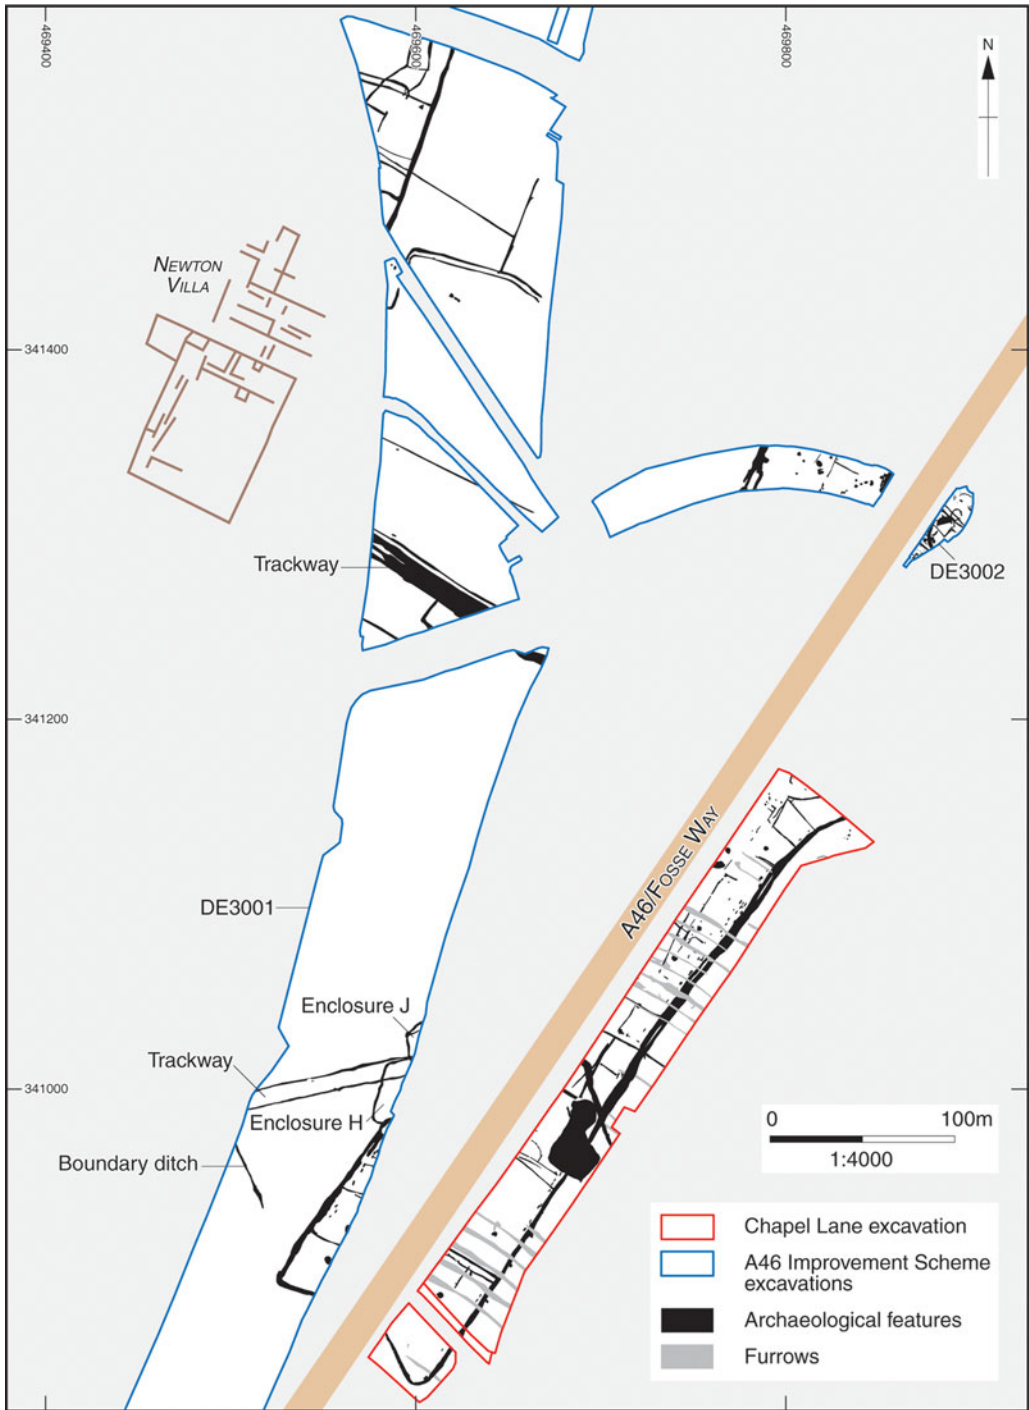 469400
469600
469800
N
NEWTON
VILLA
341400
Trackway
DE3002
341200
A46/FOSSE WAY
DE3001
Enclosure J
Trackway
341000
Enclosure H
Boundary ditch
0 100m
1:4000
Chapel Lane excavation
A46 Improvement Scheme
excavations
Archaeological features
Furrows